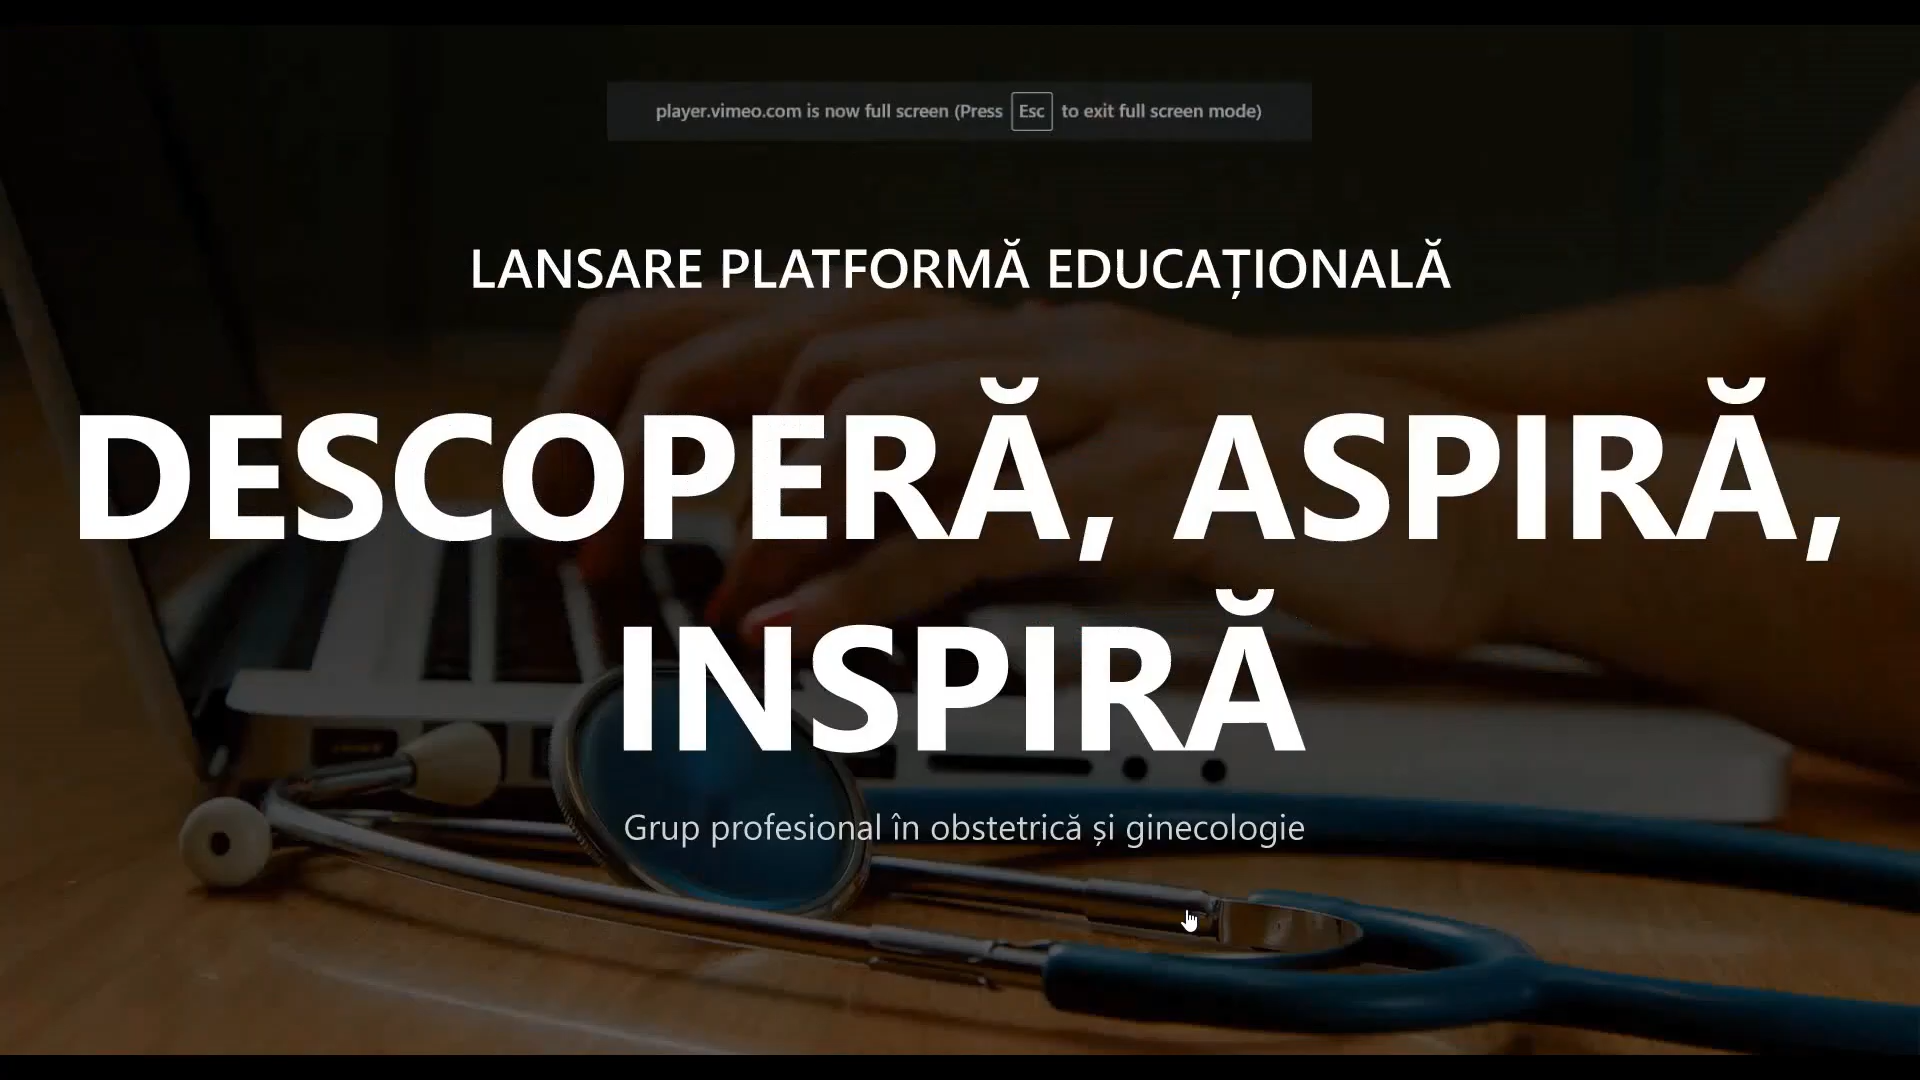 player.vimeo.com is now full screen (Press Esc to exit full screen mode)
LANSARE PLATFORMĂ EDUCAȚIONALĂ
DESCOPERĂ, ASPIRĂ,
INSPIRĂ
Grup profesional în obstetrică și ginecologie